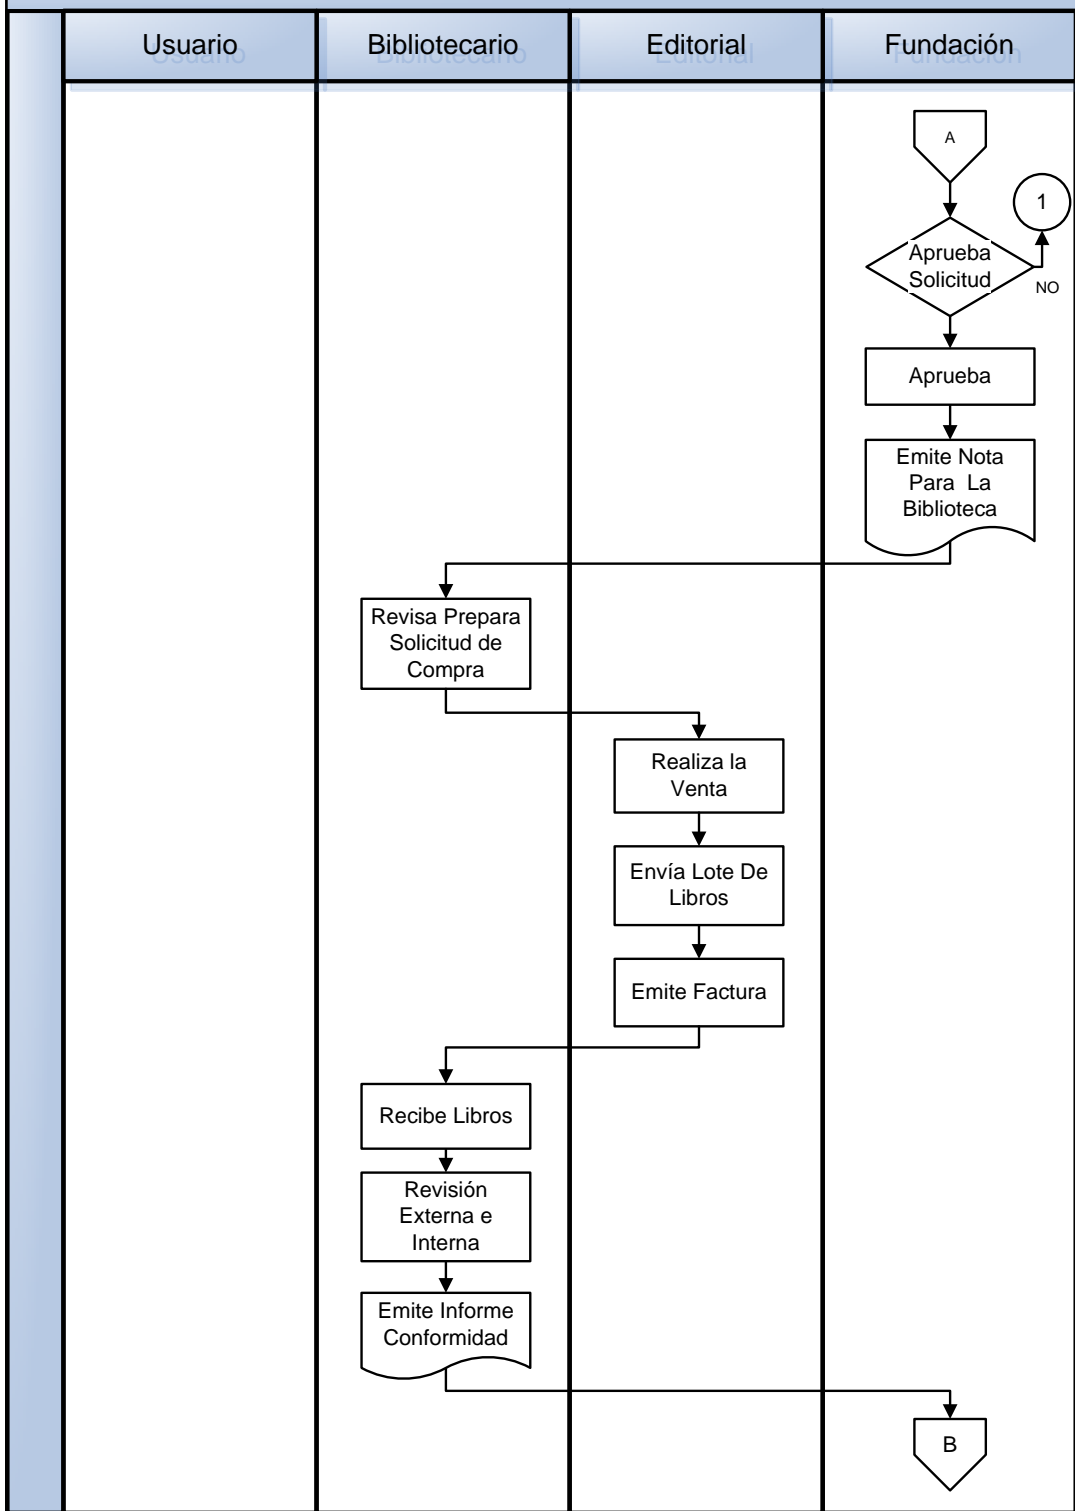 Usuario
Bibliotecario
Editorial
Fundación
A
1
Aprueba
Solicitud
NO
Aprueba
Emite Nota
Para La
Biblioteca
Revisa Prepara
Solicitud de
Compra
Realiza la
Venta
Envía Lote De
Libros
Emite Factura
Recibe Libros
Revisión
Externa e
Interna
Emite Informe
Conformidad
B